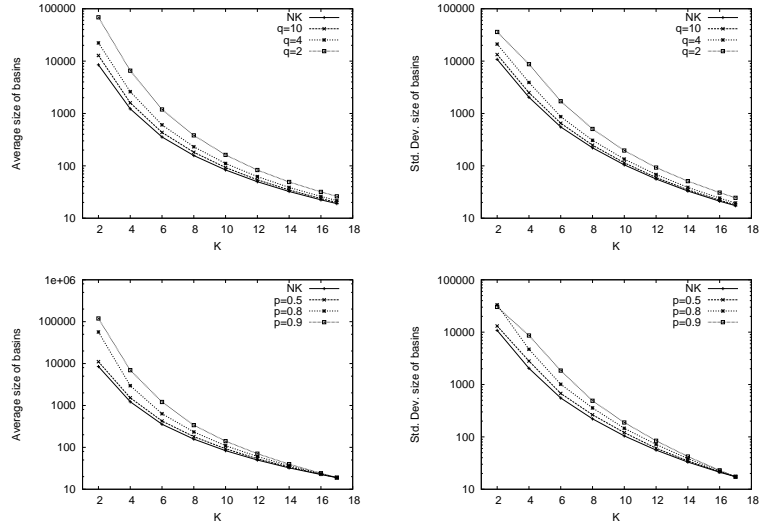 100000
10000
1000
100
10
Average size of basins
2 4 6 8 10 12 14 16 18
K
NK
q=10
q=4
q=2
100000
10000
1000
100
10
Std. Dev. size of basins
2 4 6 8 10 12 14 16 18
K
NK
q=10
q=4
q=2
1e+06
100000
10000
1000
100
10
Average size of basins
2 4 6 8 10 12 14 16 18
K
NK
p=0.5
p=0.8
p=0.9
100000
10000
1000
100
10
Std. Dev. size of basins
2 4 6 8 10 12 14 16 18
K
NK
p=0.5
p=0.8
p=0.9